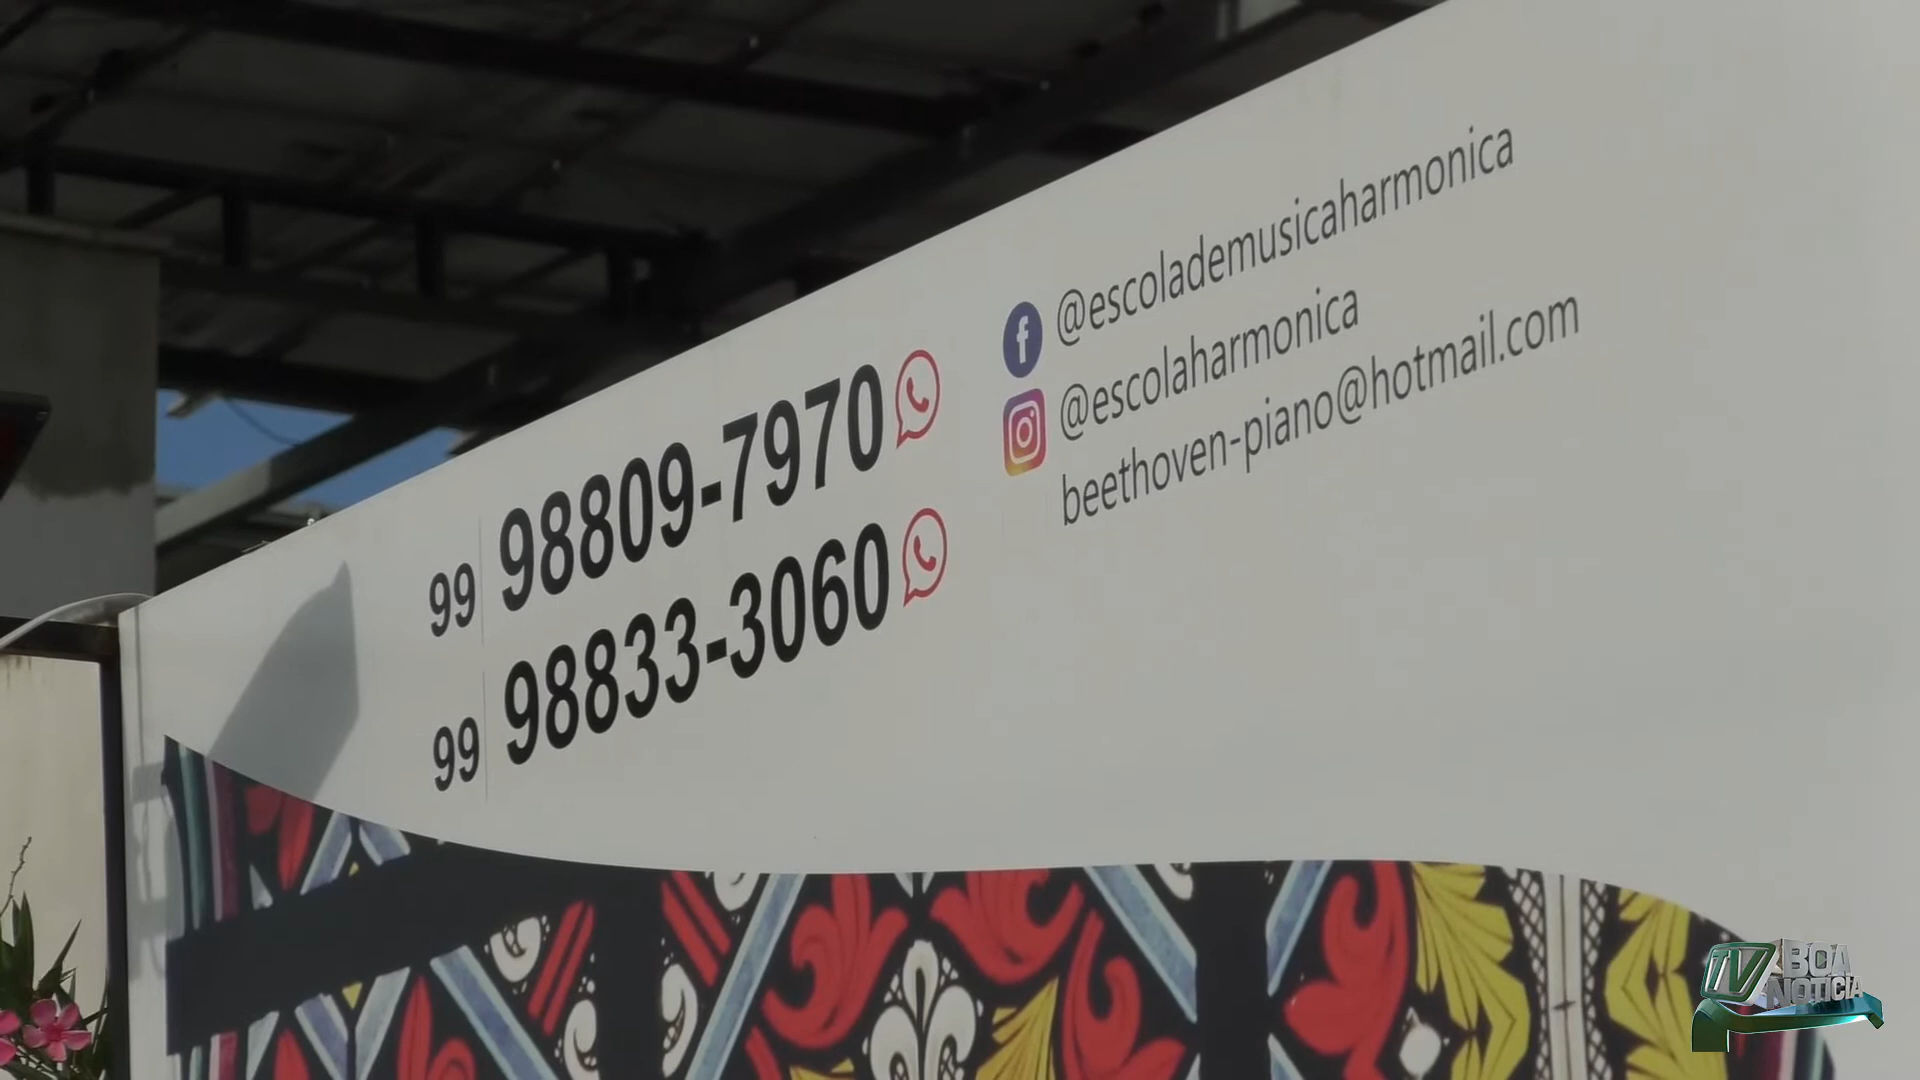 99 98809-7970
99 98833-3060
@escolademusicaharmonica
@escolaharmonica
beethoven-piano@hotmail.com
TV BOA
NOTÍCIA